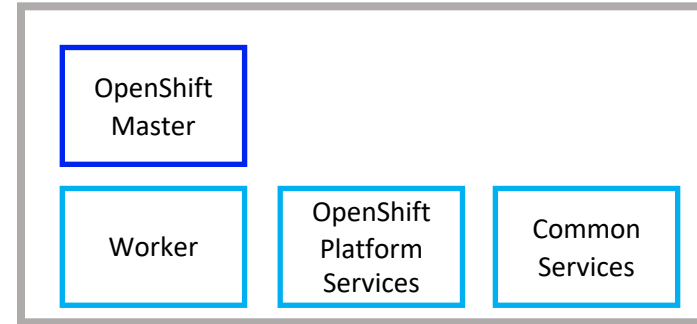 OpenShift
Master
Worker
OpenShift
Platform
Services
Common
Services